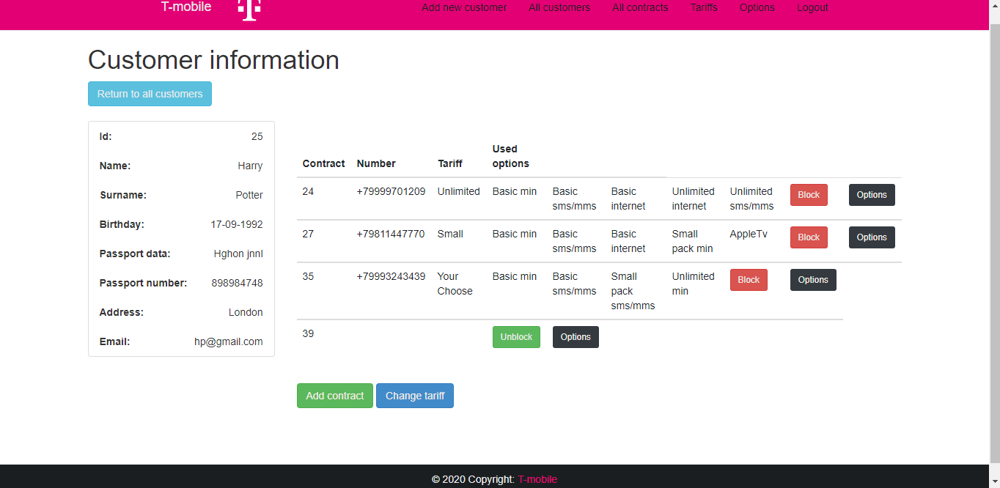 T-mobile
Add new customer All customers All contracts Tariffs Options Logout
Customer information
Return to all customers
Id: 25
Name: Harry
Surname: Potter
Birthday: 17-09-1992
Passport data: Hghon jnnl
Passport number: 898984748
Address: London
Email: hp@gmail.com
Used
Contract Number Tariff options
24 +79999701209 Unlimited Basic min Basic Basic Unlimited Unlimited Block Options
sms/mms internet internet sms/mms
27 +79811447770 Small Basic min Basic Basic Small AppleTv Block Options
sms/mms internet pack min
35 +79993243439 Your Basic min Basic Small Unlimited Block Options
Choose sms/mms pack min
sms/mms
39 Unblock Options
Add contract Change tariff
© 2020 Copyright: T-mobile